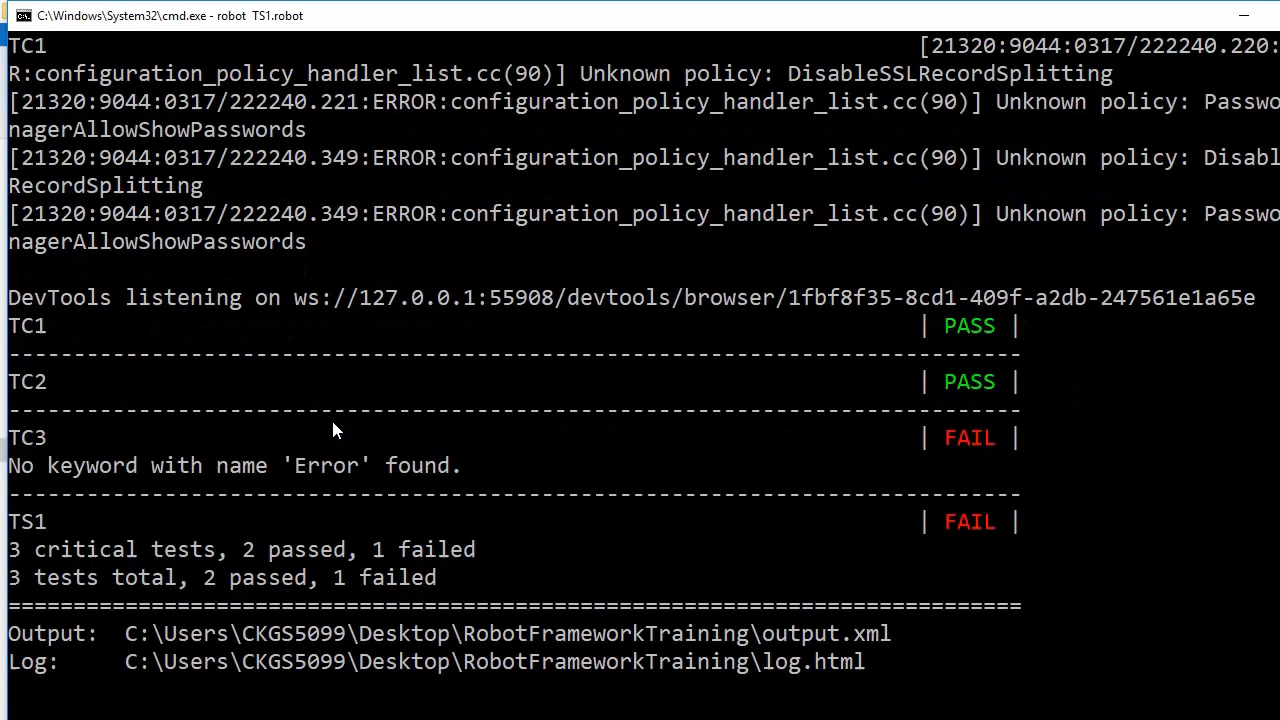 C:\Windows\System32\cmd.exe - robot  TS1.robot
TC1 [21320:9044:0317/222240.220:
R:configuration_policy_handler_list.cc(90)] Unknown policy: DisableSSLRecordSplitting
[21320:9044:0317/222240.221:ERROR:configuration_policy_handler_list.cc(90)] Unknown policy: Passwo
nagerAllowShowPasswords
[21320:9044:0317/222240.349:ERROR:configuration_policy_handler_list.cc(90)] Unknown policy: Disabl
RecordSplitting
[21320:9044:0317/222240.349:ERROR:configuration_policy_handler_list.cc(90)] Unknown policy: Passwo
nagerAllowShowPasswords
DevTools listening on ws://127.0.0.1:55908/devtools/browser/1fbf8f35-8cd1-409f-a2db-247561e1a65e
TC1 | PASS |
------------------------------------------------------------------------------
TC2 | PASS |
------------------------------------------------------------------------------
TC3 | FAIL |
No keyword with name 'Error' found.
------------------------------------------------------------------------------
TS1 | FAIL |
3 critical tests, 2 passed, 1 failed
3 tests total, 2 passed, 1 failed
==============================================================================
Output:  C:\Users\CKGS5099\Desktop\RobotFrameworkTraining\output.xml
Log:     C:\Users\CKGS5099\Desktop\RobotFrameworkTraining\log.html